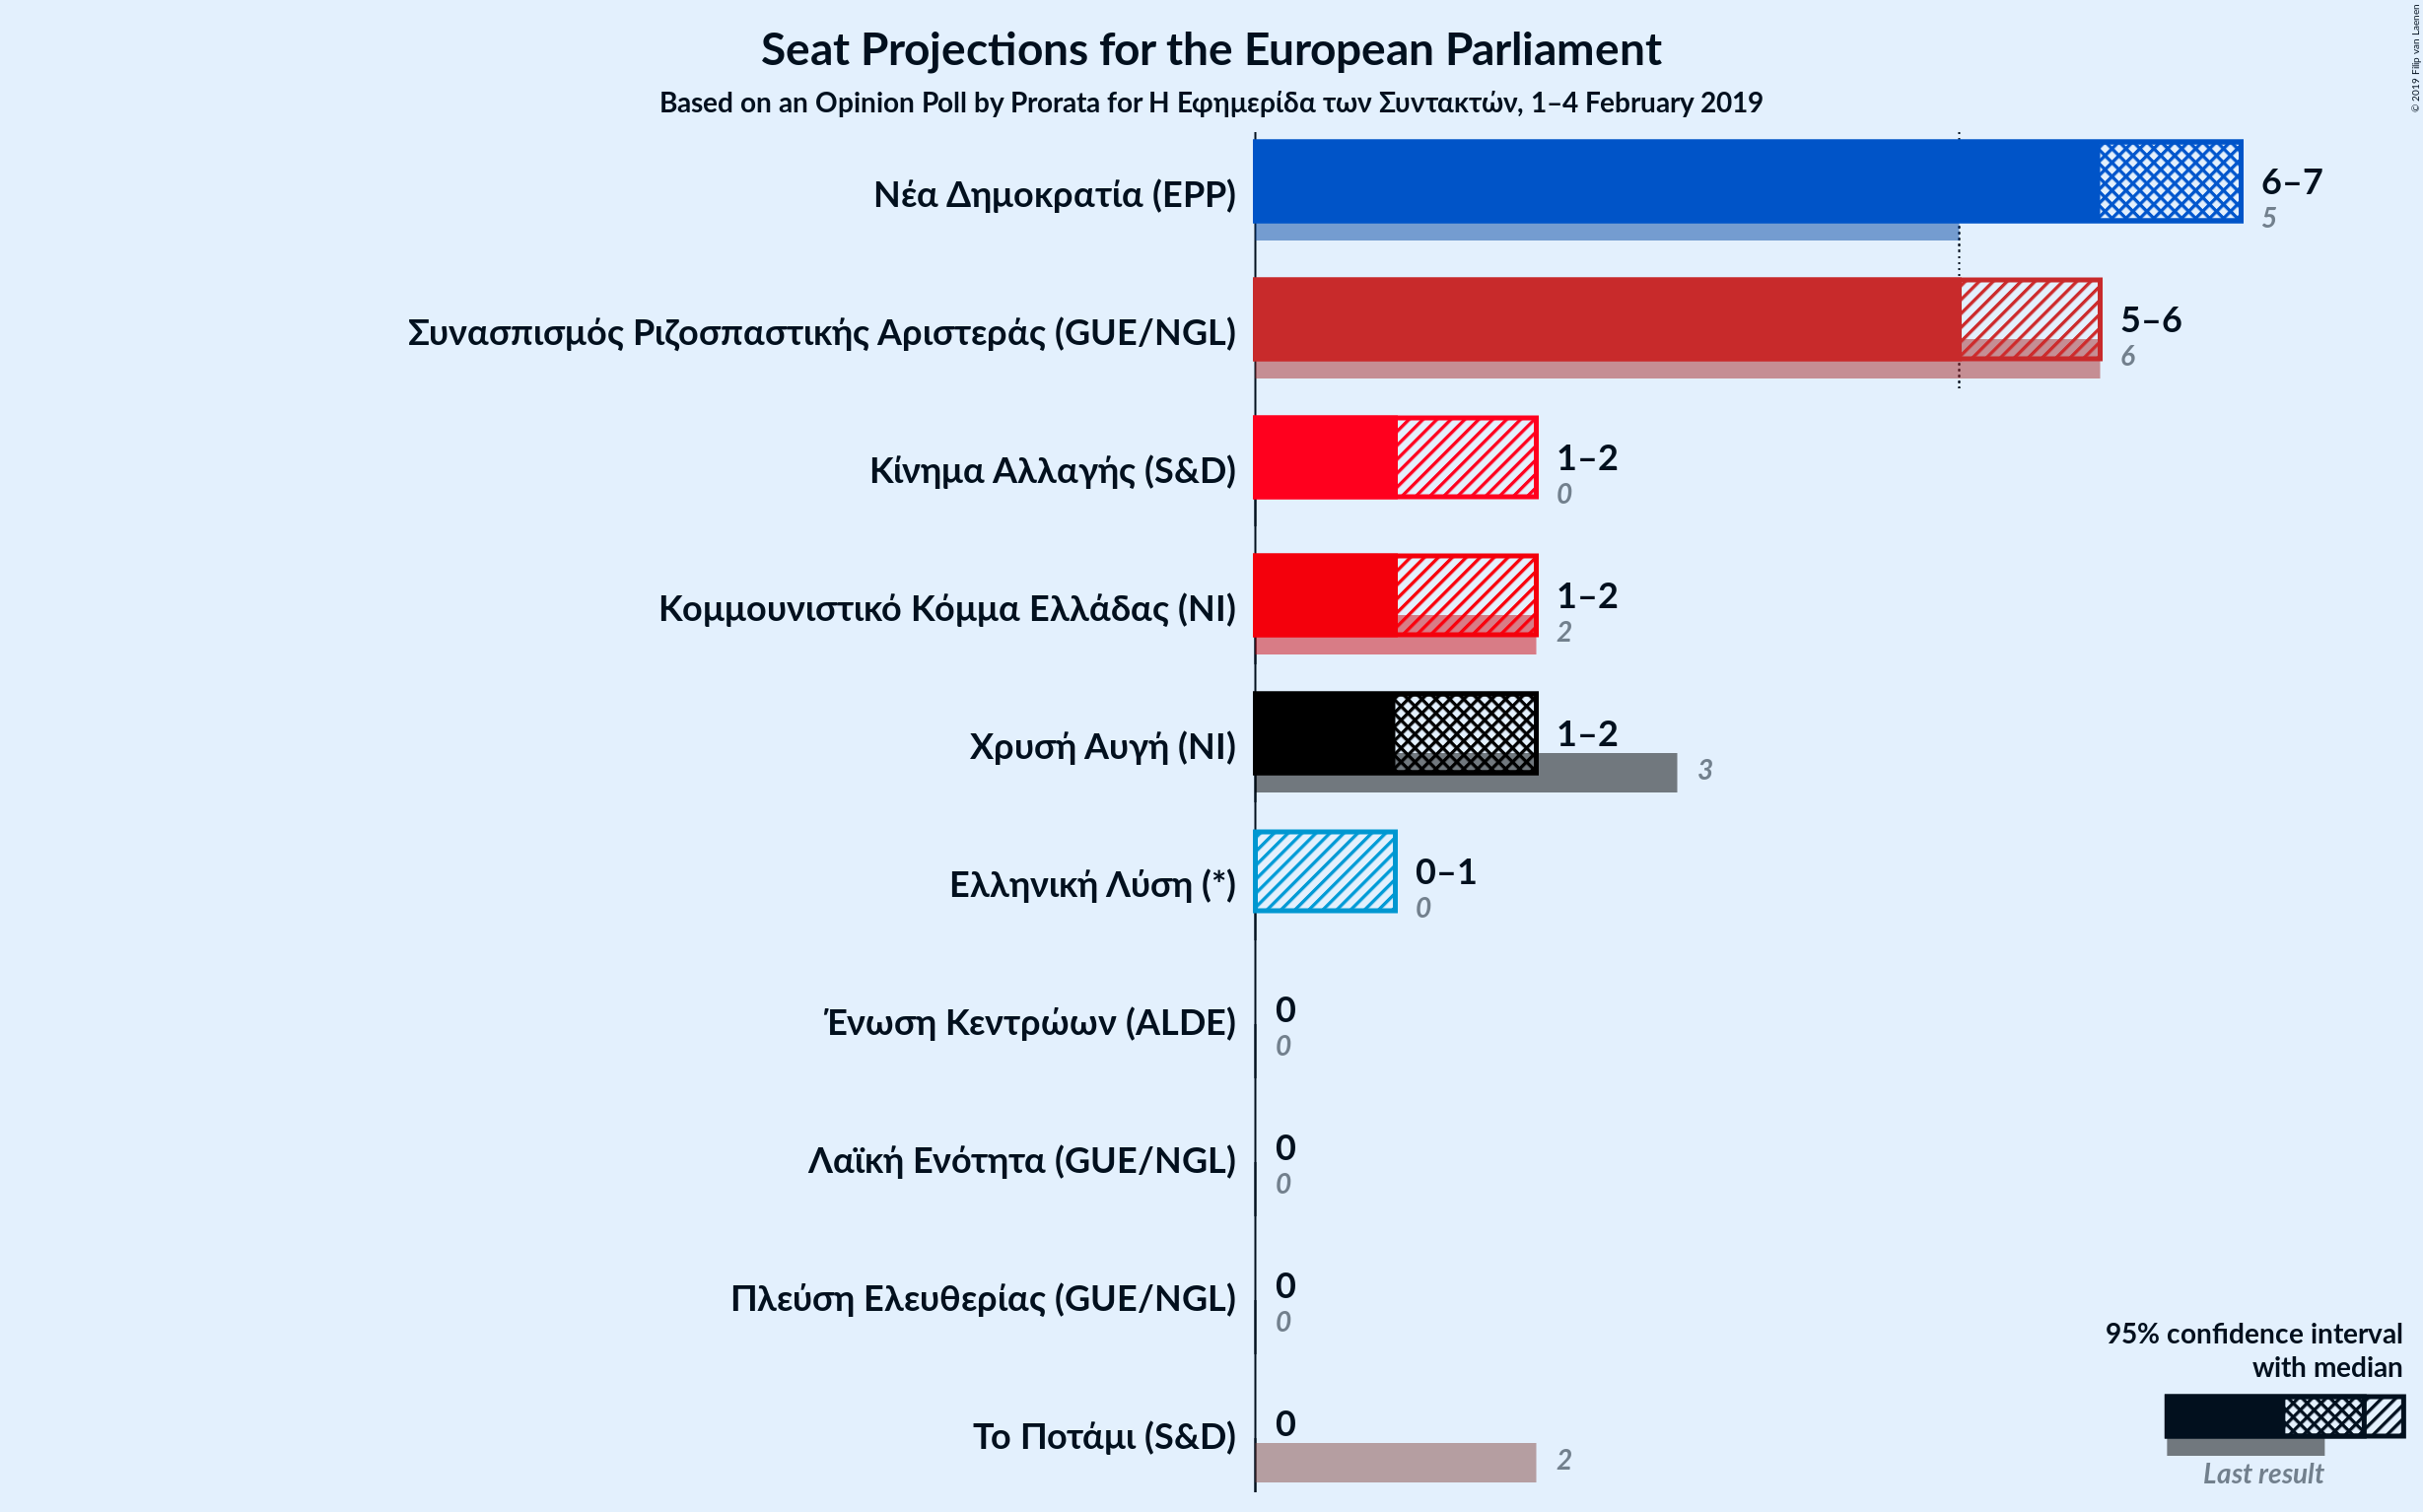 Seat Projections for the European Parliament
Based on an Opinion Poll by Prorata for Η Εφημερίδα των Συντακτών, 1–4 February 2019
© 2019 Filip van Laenen
Νέα Δημοκρατία (EPP)
6–7
5
Συνασπισμός Ριζοσπαστικής Αριστεράς (GUE/NGL)
5–6
6
Κίνημα Αλλαγής (S&D)
1–2
0
Κομμουνιστικό Κόμμα Ελλάδας (NI)
1–2
2
Χρυσή Αυγή (NI)
1–2
3
Ελληνική Λύση (*)
0–1
0
Ένωση Κεντρώων (ALDE)
0
0
Λαϊκή Ενότητα (GUE/NGL)
0
0
Πλεύση Ελευθερίας (GUE/NGL)
0
0
Το Ποτάμι (S&D)
0
2
95% confidence interval
with median
Last result